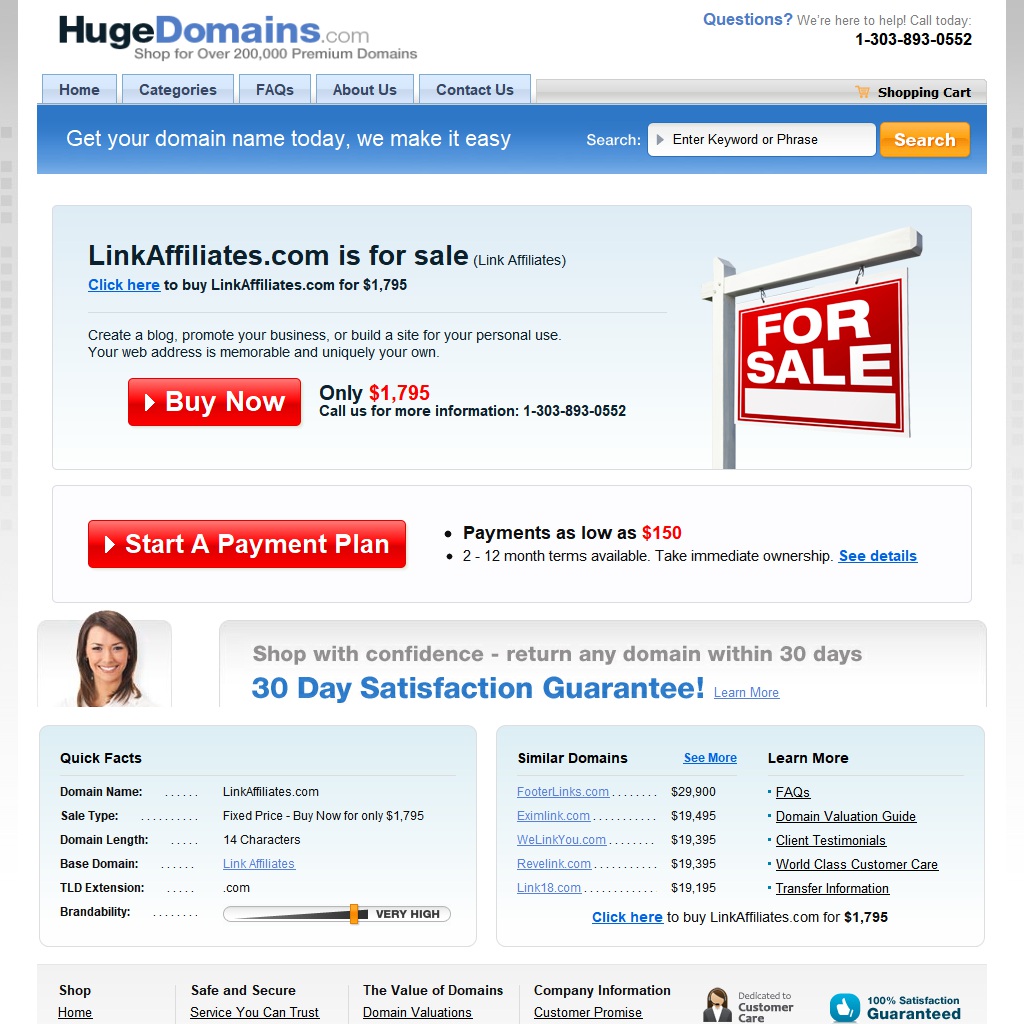 HugeDomains.com
Shop for Over 200,000 Premium Domains
Questions? We're here to help! Call today:
1-303-893-0552
Home Categories FAQs About Us Contact Us
Shopping Cart
Get your domain name today, we make it easy
Search: Enter Keyword or Phrase Search
LinkAffiliates.com is for sale (Link Affiliates)
Click here to buy LinkAffiliates.com for $1,795
Create a blog, promote your business, or build a site for your personal use.
Your web address is memorable and uniquely your own.
Buy Now
Only $1,795
Call us for more information: 1-303-893-0552
FOR
SALE
Start A Payment Plan
• Payments as low as $150
• 2 - 12 month terms available. Take immediate ownership. See details
Shop with confidence - return any domain within 30 days
30 Day Satisfaction Guarantee! Learn More
Quick Facts
Domain Name: ...... LinkAffiliates.com
Sale Type: .......... Fixed Price - Buy Now for only $1,795
Domain Length: ..... 14 Characters
Base Domain: ...... Link Affiliates
TLD Extension: ..... .com
Brandability: ........ VERY HIGH
Similar Domains See More
FooterLinks.com ........ $29,900
Eximlink.com ........... $19,495
WeLinkYou.com ........ $19,395
Revelink.com ........... $19,395
Link18.com ............. $19,195
Learn More
FAQs
Domain Valuation Guide
Client Testimonials
World Class Customer Care
Transfer Information
Click here to buy LinkAffiliates.com for $1,795
Shop
Home
Safe and Secure
Service You Can Trust
The Value of Domains
Domain Valuations
Company Information
Customer Promise
Dedicated to
Customer
Care
100% Satisfaction
Guaranteed